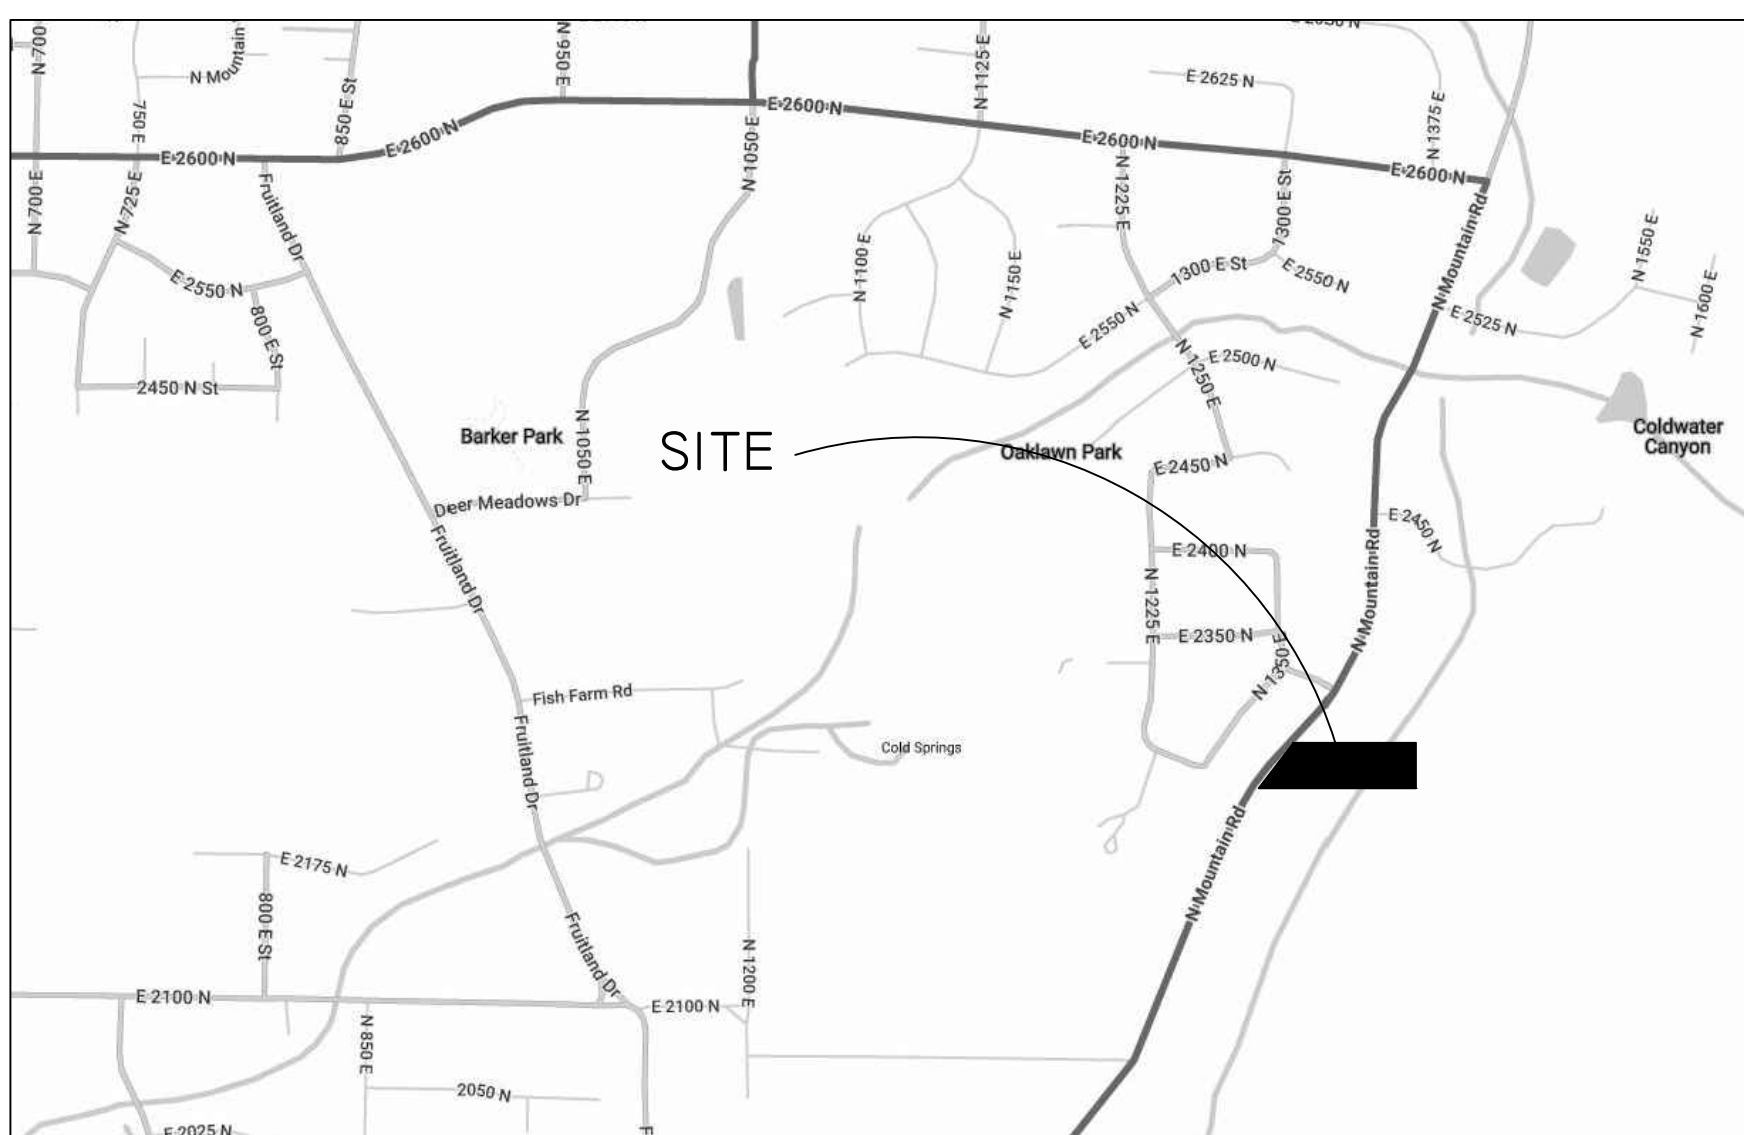 E 2050 N
N 700
N Mountain
850 E St
N 950 E
N 1125 E
E 2625 N
N 1375 E
750 E
E 2600 N
E 2600 N
E 2600 N
E 2600 N
E 2600 N
N 700 E
N 725 E
Fruitland Dr
N 1050 E
N 1225 E
1300 E St
N Mountain Rd
N 1550 E
N 1600 E
E 2550 N
800 E St
N 1100 E
N 1150 E
1300 E St
E 2550 N
E 2550 N
E 2525 N
2450 N St
N 1250 E
E 2500 N
Barker Park
N 1050 E
SITE
Oaklawn Park
E 2450 N
Coldwater
Canyon
Deer Meadows Dr
Fruitland Dr
E 2400 N
E 2450 N
N 1225 E
E 2350 N
N Mountain Rd
N 1350 E
Fish Farm Rd
Fruitland Dr
Cold Springs
N Mountain Rd
E 2175 N
800 E St
Fruitland Dr
N 1200 E
E 2100 N
E 2100 N
N 850 E
2050 N
E 2025 N
F